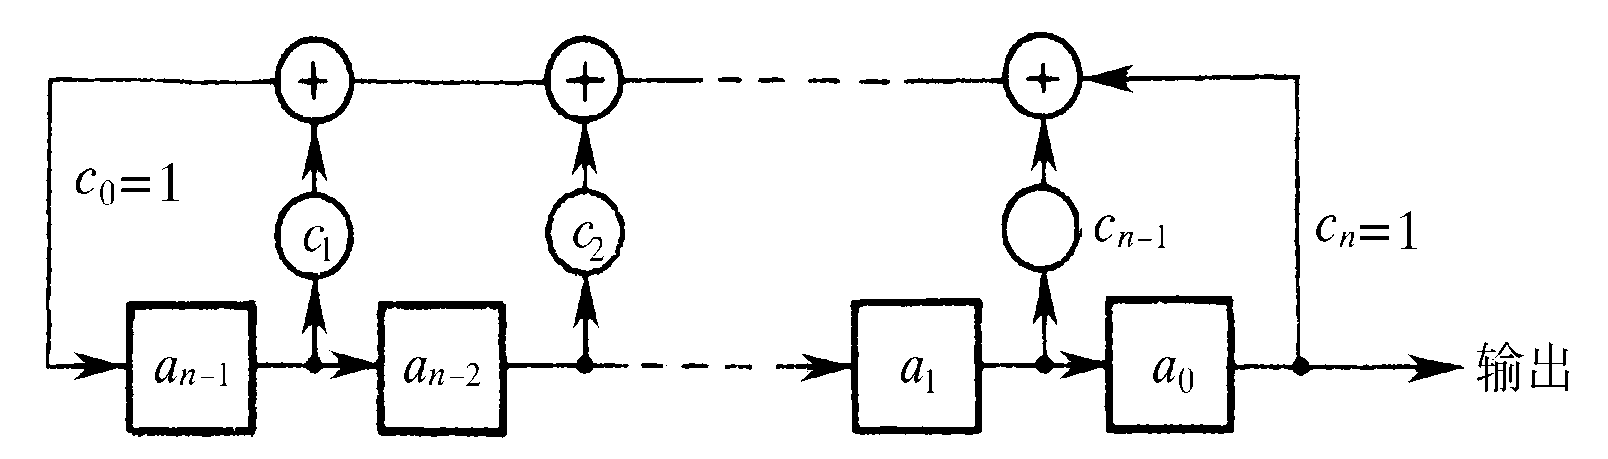 + + +
c₀=1 c₁ c₂ cₙ₋₁ cₙ=1
aₙ₋₁ aₙ₋₂ a₁ a₀ 输出